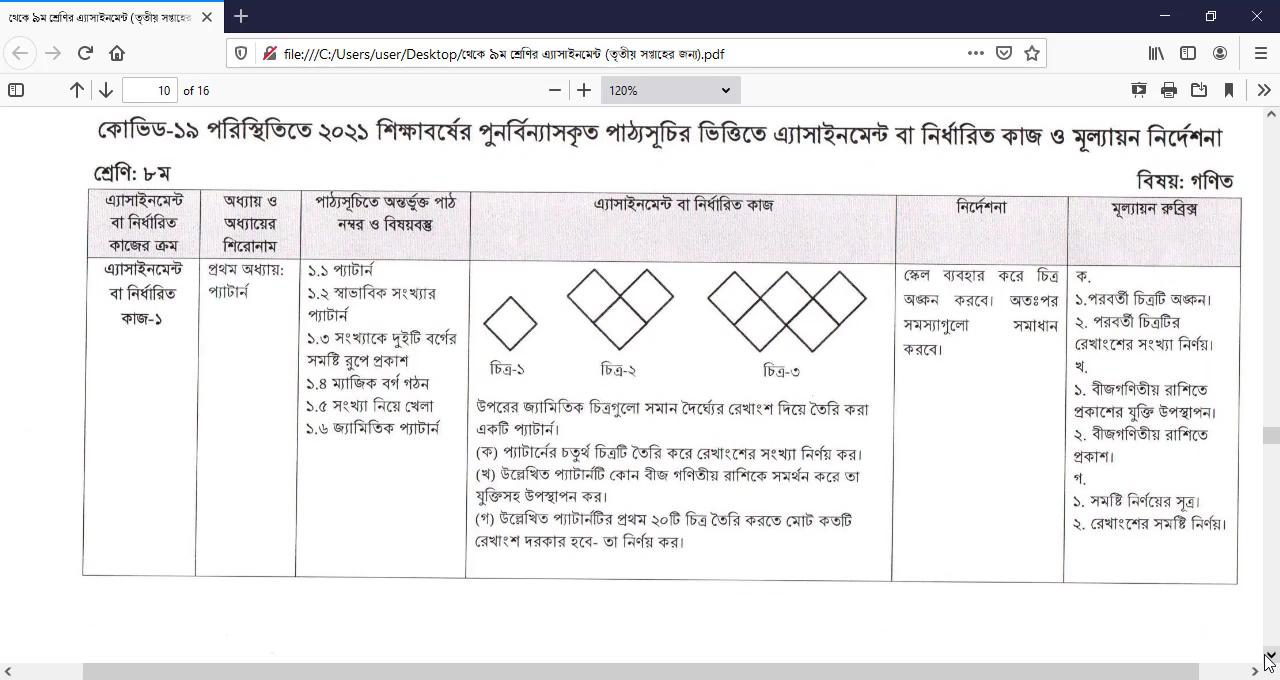 থেকে ৯ম শ্রেণির এ্যাসাইনমেন্ট (তৃতীয় সপ্তাহের
file:///C:/Users/user/Desktop/থেকে ৯ম শ্রেণির এ্যাসাইনমেন্ট (তৃতীয় সপ্তাহের জন্য).pdf
10 of 16
120%
কোভিড-১৯ পরিস্থিতিতে ২০২১ শিক্ষাবর্ষের পুনর্বিন্যাসকৃত পাঠ্যসূচির ভিত্তিতে এ্যাসাইনমেন্ট বা নির্ধারিত কাজ ও মূল্যায়ন নির্দেশনা
শ্রেণি: ৮ম
বিষয়: গণিত
এ্যাসাইনমেন্ট
বা নির্ধারিত
কাজের ক্রম
অধ্যায় ও
অধ্যায়ের
শিরোনাম
পাঠ্যসূচিতে অন্তর্ভুক্ত পাঠ
নম্বর ও বিষয়বস্তু
এ্যাসাইনমেন্ট বা নির্ধারিত কাজ
নির্দেশনা
মূল্যায়ন রুব্রিক্স
এ্যাসাইনমেন্ট
বা নির্ধারিত
কাজ-১
প্রথম অধ্যায়:
প্যাটার্ন
১.১ প্যাটার্ন
১.২ স্বাভাবিক সংখ্যার
প্যাটার্ন
১.৩ সংখ্যাকে দুইটি বর্গের
সমষ্টি রুপে প্রকাশ
১.৪ ম্যাজিক বর্গ গঠন
১.৫ সংখ্যা নিয়ে খেলা
১.৬ জ্যামিতিক প্যাটার্ন
চিত্র-১
চিত্র-২
চিত্র-৩
উপরের জ্যামিতিক চিত্রগুলো সমান দৈর্ঘ্যের রেখাংশ দিয়ে তৈরি করা
একটি প্যাটার্ন।
(ক) প্যাটার্নের চতুর্থ চিত্রটি তৈরি করে রেখাংশের সংখ্যা নির্ণয় কর।
(খ) উল্লেখিত প্যাটার্নটি কোন বীজ গণিতীয় রাশিকে সমর্থন করে তা
যুক্তিসহ উপস্থাপন কর।
(গ) উল্লেখিত প্যাটার্নটির প্রথম ২০টি চিত্র তৈরি করতে মোট কতটি
রেখাংশ দরকার হবে- তা নির্ণয় কর।
স্কেল ব্যবহার করে চিত্র
অঙ্কন করবে। অতঃপর
সমস্যাগুলো সমাধান
করবে।
ক.
১.পরবর্তী চিত্রটি অঙ্কন।
২. পরবর্তী চিত্রটির
রেখাংশের সংখ্যা নির্ণয়।
খ.
১. বীজগণিতীয় রাশিতে
প্রকাশের যুক্তি উপস্থাপন।
২. বীজগণিতীয় রাশিতে
প্রকাশ।
গ.
১. সমষ্টি নির্ণয়ের সূত্র।
২. রেখাংশের সমষ্টি নির্ণয়।